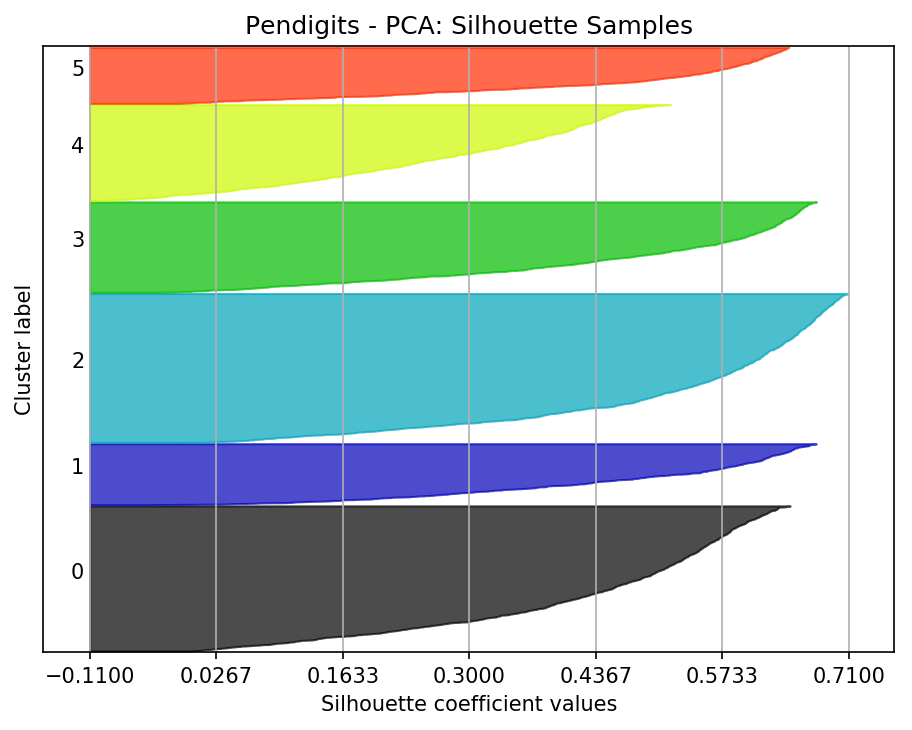 Pendigits - PCA: Silhouette Samples
5
4
3
2
1
0
Cluster label
−0.1100 0.0267 0.1633 0.3000 0.4367 0.5733 0.7100
Silhouette coefficient values